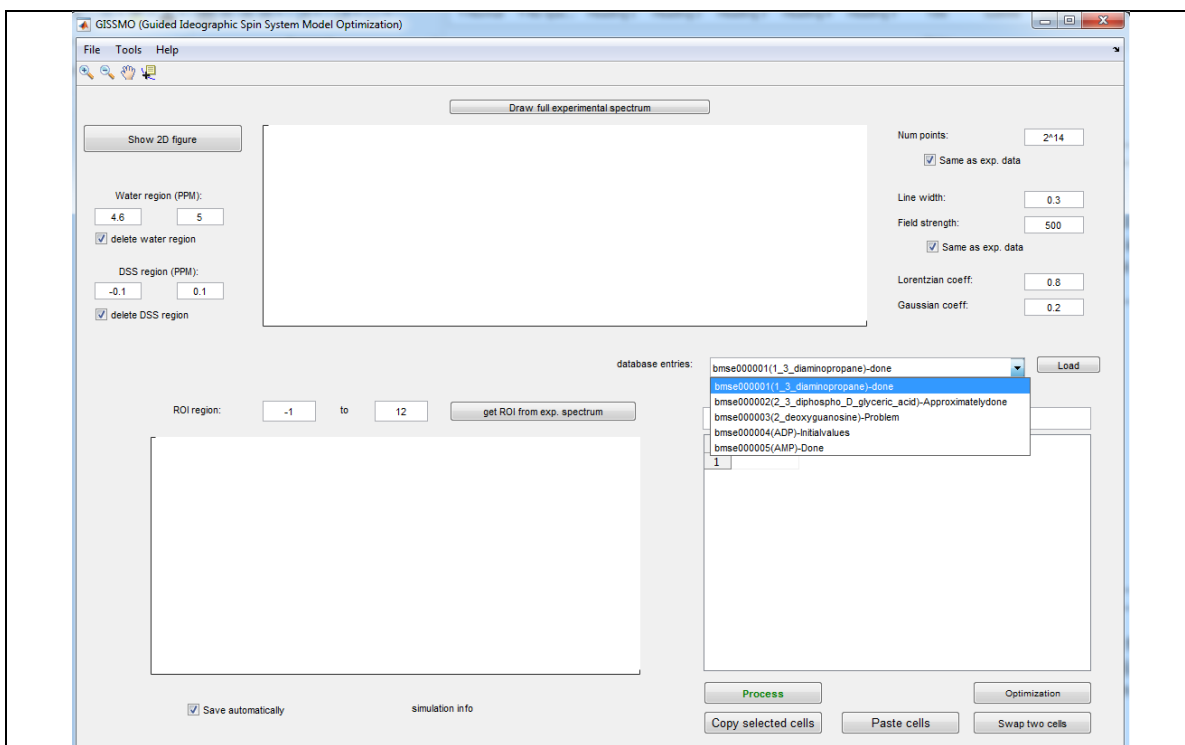 GISSMO (Guided Ideographic Spin System Model Optimization)
File Tools Help
Draw full experimental spectrum
Show 2D figure
Num points: 2^14
Same as exp. data
Water region (PPM):
4.6 5
delete water region
Line width: 0.3
Field strength: 500
Same as exp. data
DSS region (PPM):
-0.1 0.1
delete DSS region
Lorentzian coeff: 0.8
Gaussian coeff: 0.2
database entries: bmse000001(1_3_diaminopropane)-done Load
bmse000001(1_3_diaminopropane)-done
bmse000002(2_3_diphospho_D_glyceric_acid)-Approximatelydone
bmse000003(2_deoxyguanosine)-Problem
bmse000004(ADP)-Initialvalues
bmse000005(AMP)-Done
ROI region: -1 to 12 get ROI from exp. spectrum
1
Process Optimization
Save automatically simulation info
Copy selected cells Paste cells Swap two cells